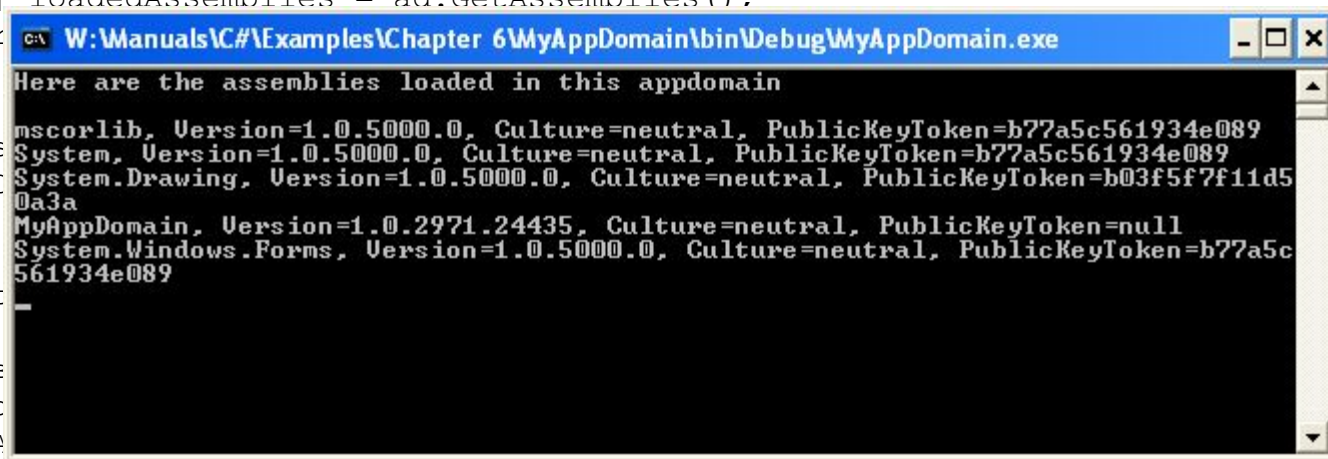 loadedAssemblies = ad.GetAssemblies();
W:\Manuals\C#\Examples\Chapter 6\MyAppDomain\bin\Debug\MyAppDomain.exe
Here are the assemblies loaded in this appdomain
mscorlib, Version=1.0.5000.0, Culture=neutral, PublicKeyToken=b77a5c561934e089
System, Version=1.0.5000.0, Culture=neutral, PublicKeyToken=b77a5c561934e089
System.Drawing, Version=1.0.5000.0, Culture=neutral, PublicKeyToken=b03f5f7f11d5
0a3a
MyAppDomain, Version=1.0.2971.24435, Culture=neutral, PublicKeyToken=null
System.Windows.Forms, Version=1.0.5000.0, Culture=neutral, PublicKeyToken=b77a5c
561934e089